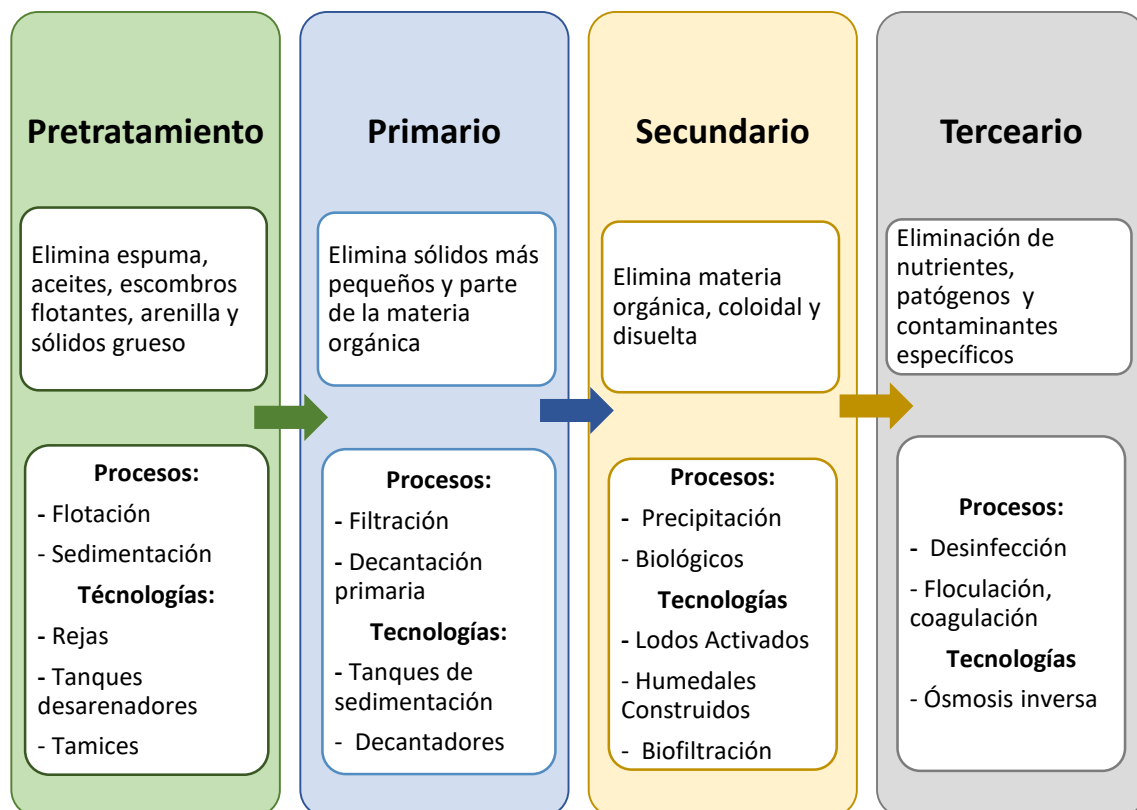 Pretratamiento
Elimina espuma,
aceites, escombros
flotantes, arenilla y
sólidos grueso
Procesos:
- Flotación
- Sedimentación
Técnologías:
- Rejas
- Tanques
desarenadores
- Tamices
Primario
Elimina sólidos más
pequeños y parte
de la materia
orgánica
Procesos:
- Filtración
- Decantación
primaria
Tecnologías:
- Tanques de
sedimentación
- Decantadores
Secundario
Elimina materia
orgánica, coloidal y
disuelta
Procesos:
- Precipitación
- Biológicos
Tecnologías
- Lodos Activados
- Humedales
Construidos
- Biofiltración
Terceario
Eliminación de
nutrientes,
patógenos y
contaminantes
específicos
Procesos:
- Desinfección
- Floculación,
coagulación
Tecnologías
- Ósmosis inversa